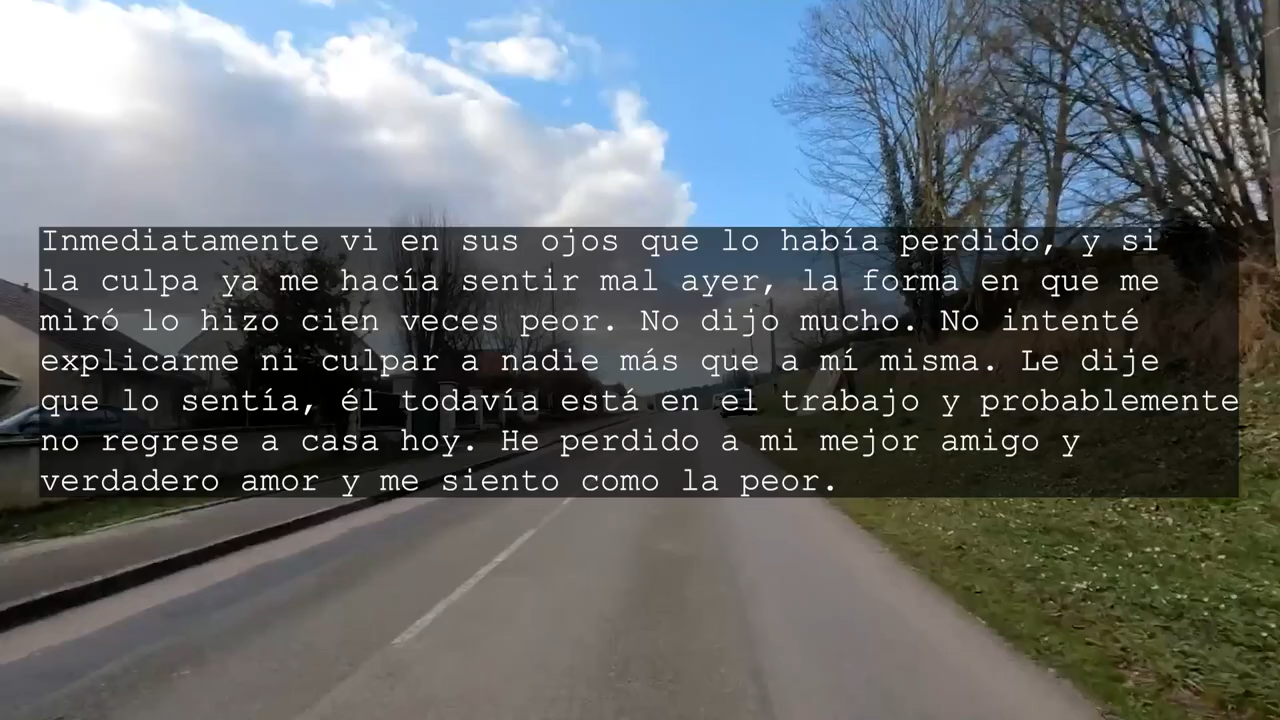 Inmediatamente vi en sus ojos que lo había perdido, y si
la culpa ya me hacía sentir mal ayer, la forma en que me
miró lo hizo cien veces peor. No dijo mucho. No intenté
explicarme ni culpar a nadie más que a mí misma. Le dije
que lo sentía, él todavía está en el trabajo y probablemente
no regrese a casa hoy. He perdido a mi mejor amigo y
verdadero amor y me siento como la peor.